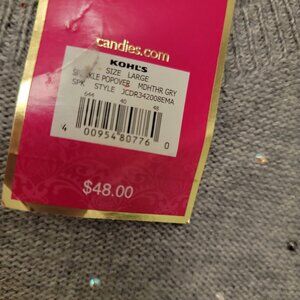 candies.com
KOHL'S
SIZE LARGE
SPARKLE POPOVER MDHTHR GRY
SPK STYLE JCDR342008EMA
644 40 48
4 00954 80776 0
$48.00